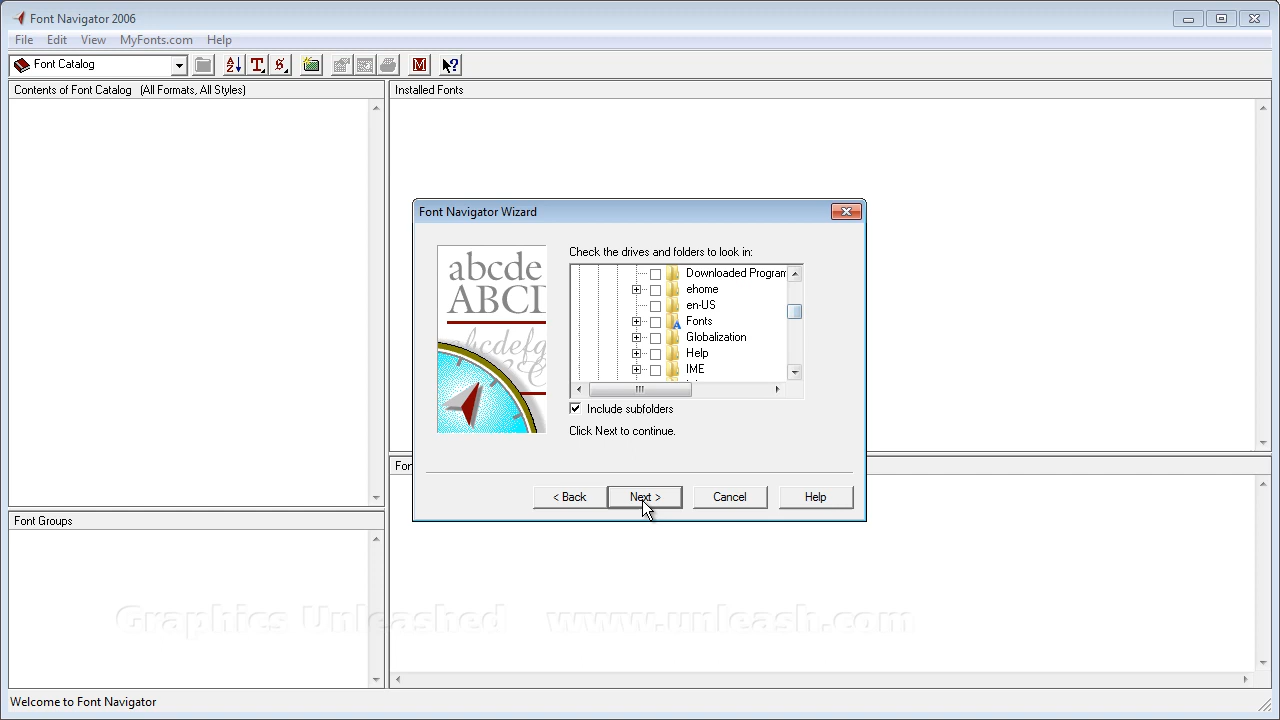 Font Navigator 2006
File Edit View MyFonts.com Help
Font Catalog
Contents of Font Catalog (All Formats, All Styles)
Installed Fonts
Font Navigator Wizard
abcde
ABCD
abcdefg
Check the drives and folders to look in:
Downloaded Program
ehome
en-US
Fonts
Globalization
Help
IME
Include subfolders
Click Next to continue.
< Back Next > Cancel Help
Font Groups
Graphics Unleashed www.unleash.com
Welcome to Font Navigator